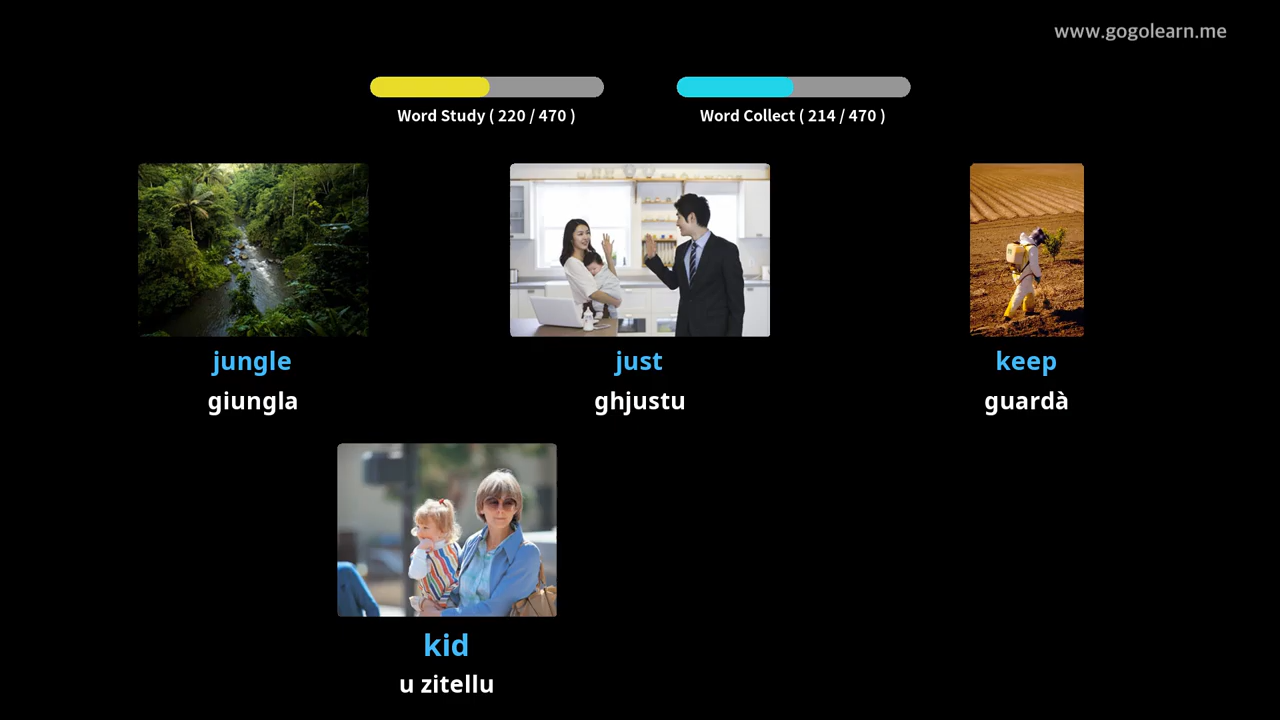 www.gogolearn.me
Word Study ( 220 / 470 )
Word Collect ( 214 / 470 )
jungle
giungla
just
ghjustu
keep
guardà
kid
u zitellu